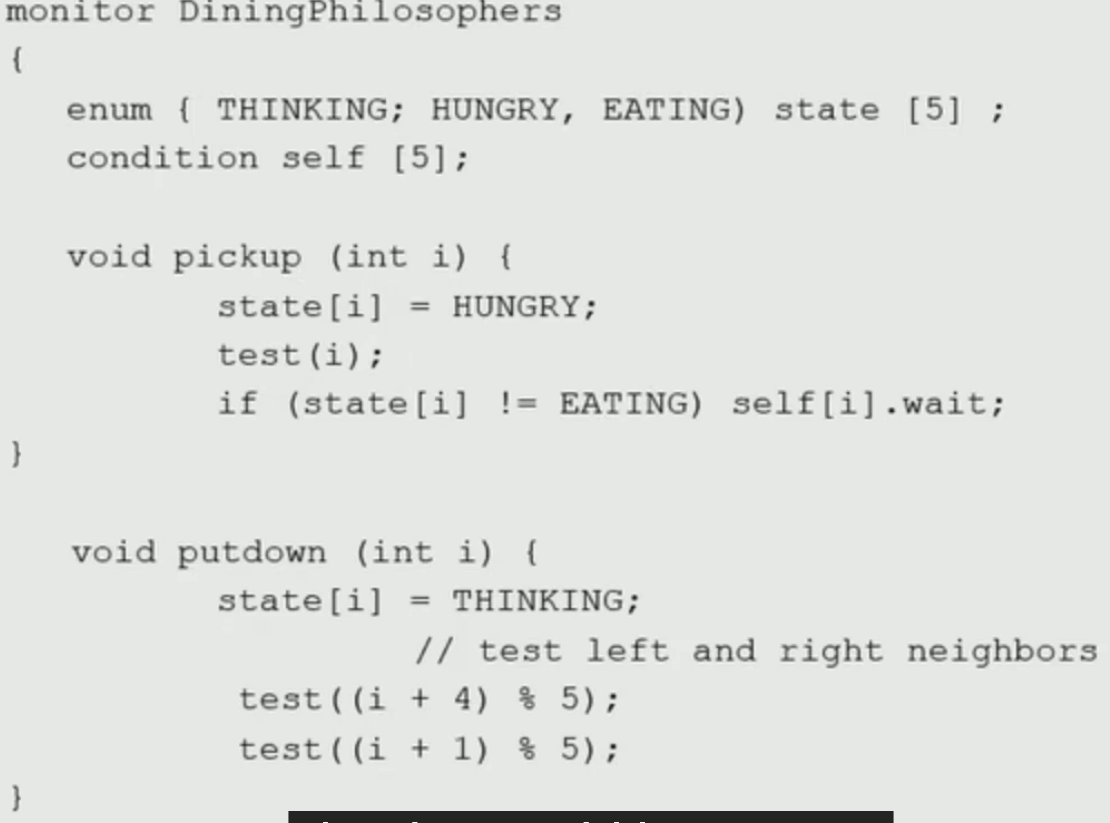 monitor DiningPhilosophers
{
enum { THINKING; HUNGRY, EATING) state [5] ;
condition self [5];
void pickup (int i) {
state[i] = HUNGRY;
test(i);
if (state[i] != EATING) self[i].wait;
}
void putdown (int i) {
state[i] = THINKING;
// test left and right neighbors
test((i + 4) % 5);
test((i + 1) % 5);
}